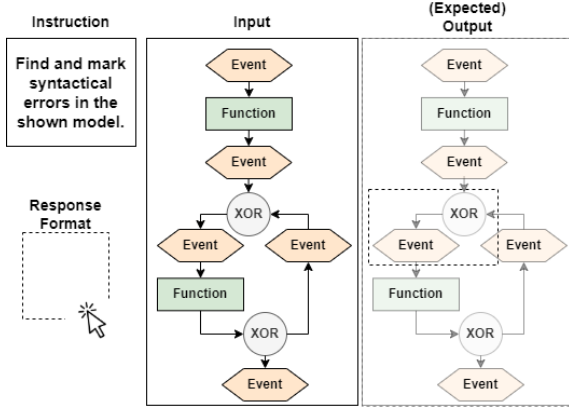 Instruction
Input
(Expected)
Output
Find and mark
syntactical
errors in the
shown model.
Response
Format
Event
Function
Event
XOR
Event
Event
Function
XOR
Event
Event
Function
Event
XOR
Event
Event
Function
XOR
Event